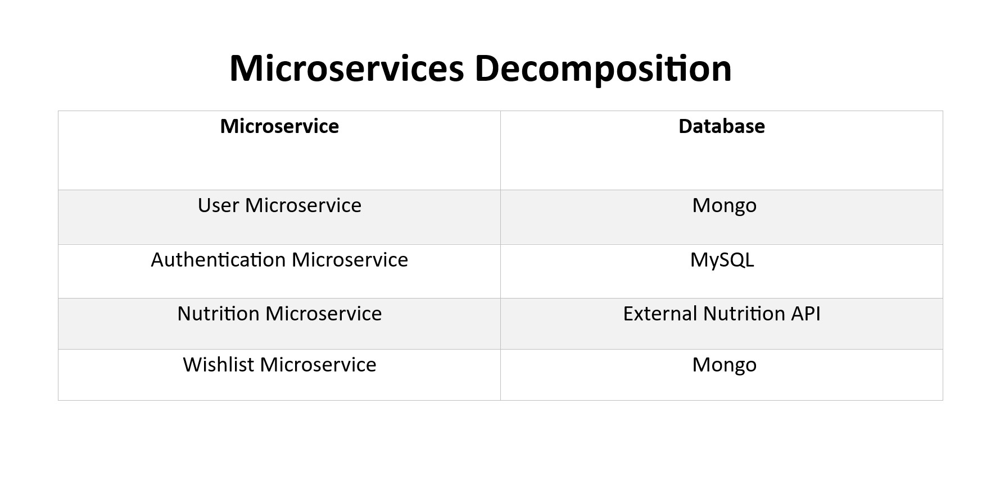 Microservices Decomposition
Microservice Database
User Microservice Mongo
Authentication Microservice MySQL
Nutrition Microservice External Nutrition API
Wishlist Microservice Mongo